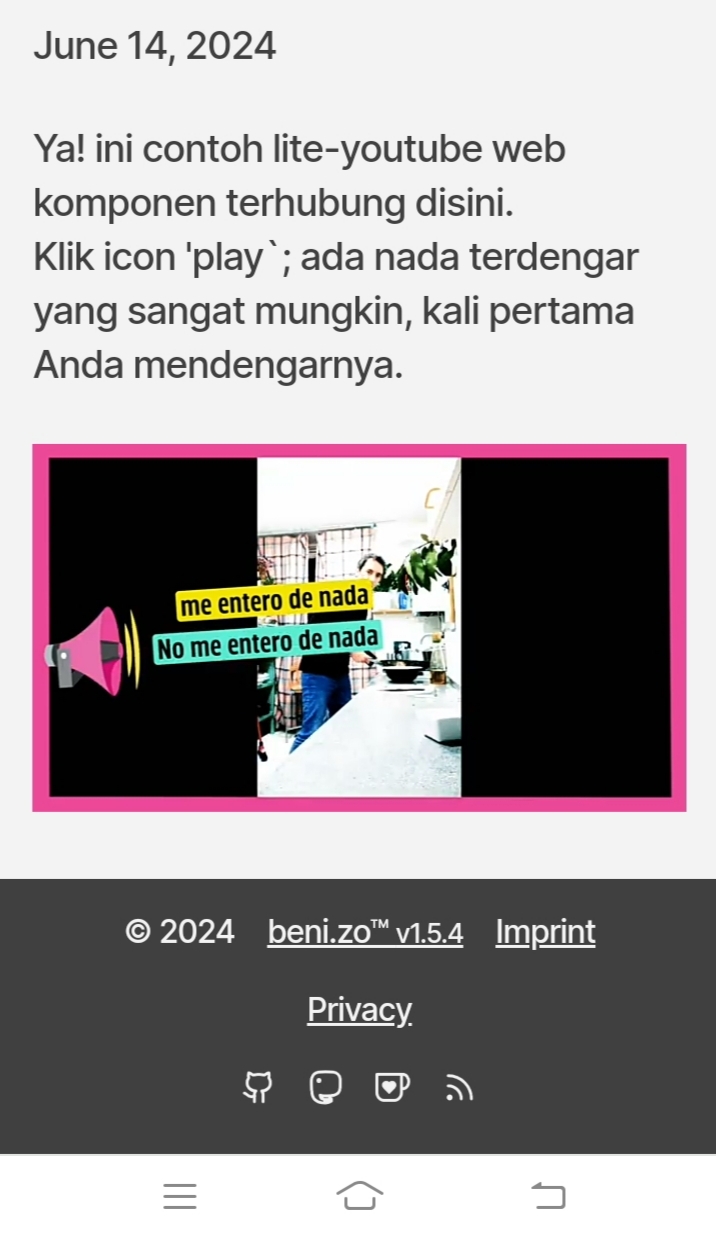 June 14, 2024
Ya! ini contoh lite-youtube web
komponen terhubung disini.
Klik icon 'play`; ada nada terdengar
yang sangat mungkin, kali pertama
Anda mendengarnya.
me entero de nada
No me entero de nada
© 2024 beni.zo™ v1.5.4 Imprint
Privacy